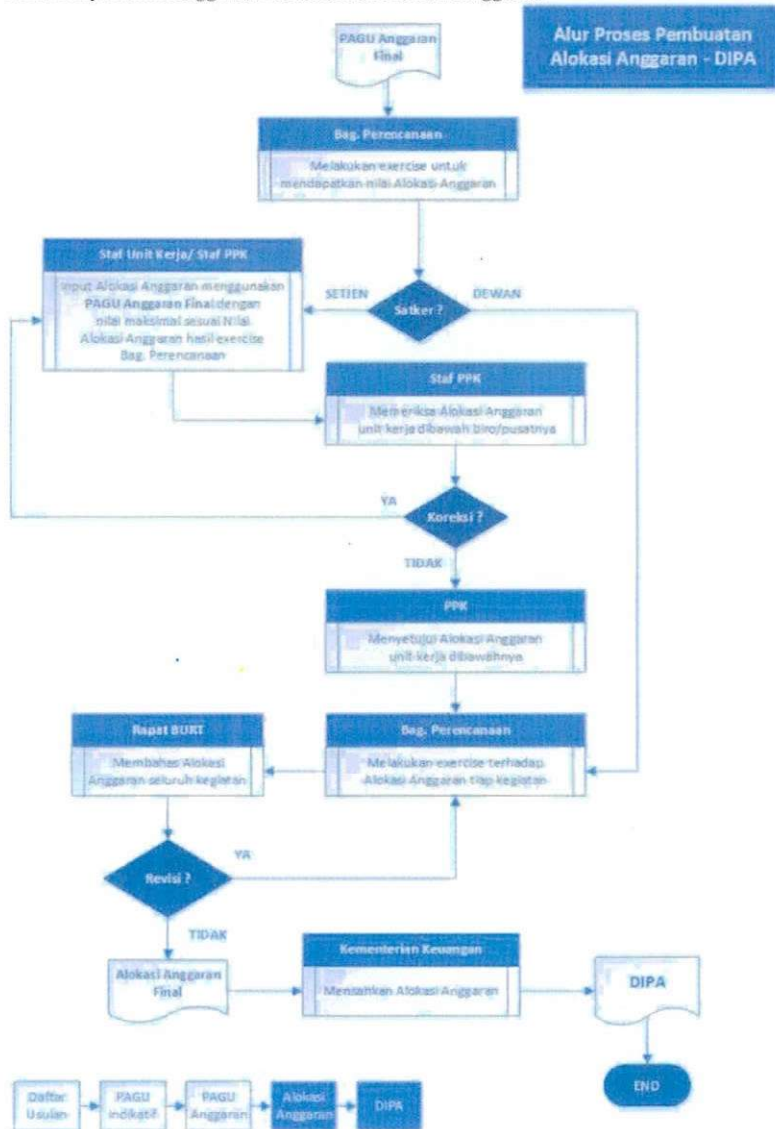 PAGU Anggaran
Final
Alur Proses Pembuatan
Alokasi Anggaran - DIPA
Bag. Perencanaan
Melakukan exercise untuk
mendapatkan nilai Alokasi Anggaran
Staf Unit Kerja/ Staf PPK
Input Alokasi Anggaran menggunakan
PAGU Anggaran Final dengan
nilai maksimal sesuai Nilai
Alokasi Anggaran hasil exercise
Bag. Perencanaan
SETJEN
Satker ?
DEWAN
Staf PPK
Memeriksa Alokasi Anggaran
unit kerja dibawah biro/pusatnya
YA
Koreksi ?
TIDAK
PPK
Menyetujui Alokasi Anggaran
unit kerja dibawahnya
Rapat BURT
Membahas Alokasi
Anggaran seluruh kegiatan
Bag. Perencanaan
Melakukan exercise terhadap
Alokasi Anggaran tiap kegiatan
YA
Revisi ?
TIDAK
Alokasi Anggaran
Final
Kementerian Keuangan
Mensahkan Alokasi Anggaran
DIPA
END
Daftar
Usulan
PAGU
Indikatif
PAGU
Anggaran
Alokasi
Anggaran
DIPA